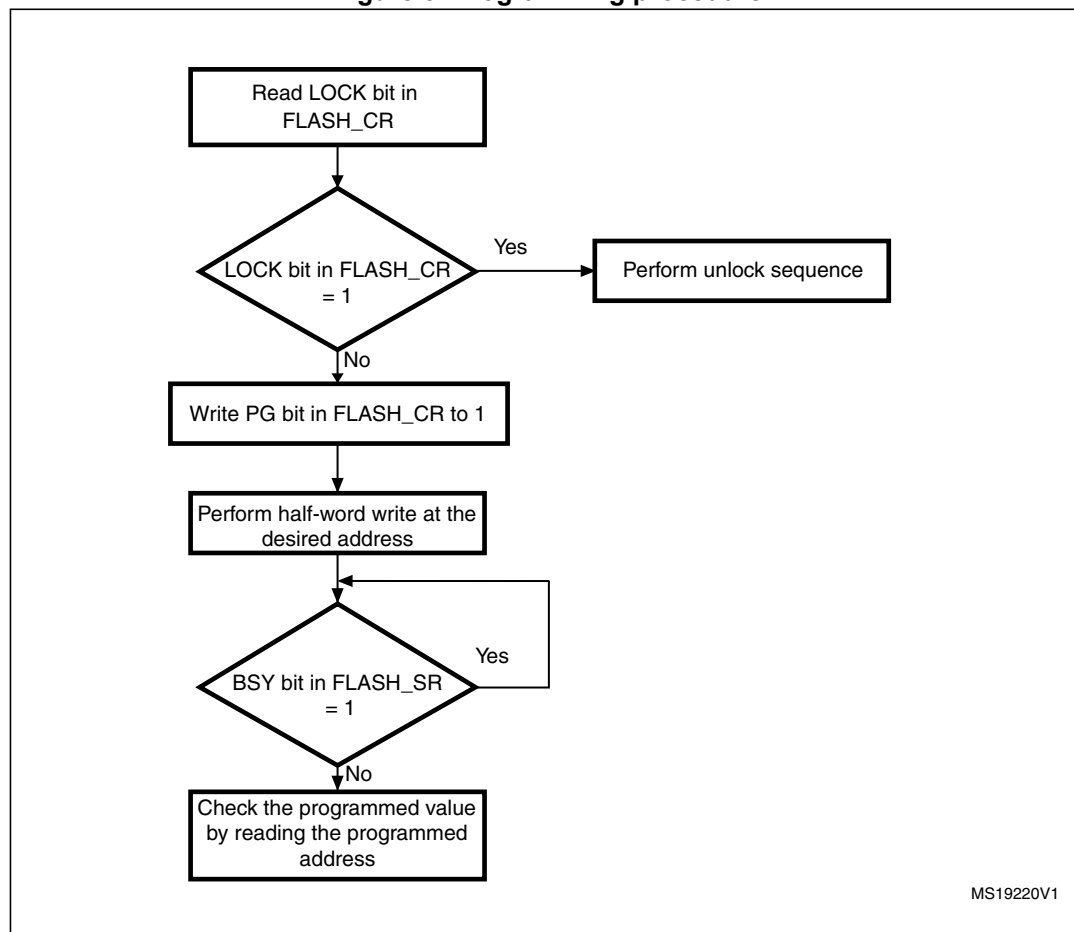 Read LOCK bit in
FLASH_CR
LOCK bit in FLASH_CR
= 1
Yes
Perform unlock sequence
No
Write PG bit in FLASH_CR to 1
Perform half-word write at the
desired address
BSY bit in FLASH_SR
= 1
Yes
No
Check the programmed value
by reading the programmed
address
MS19220V1